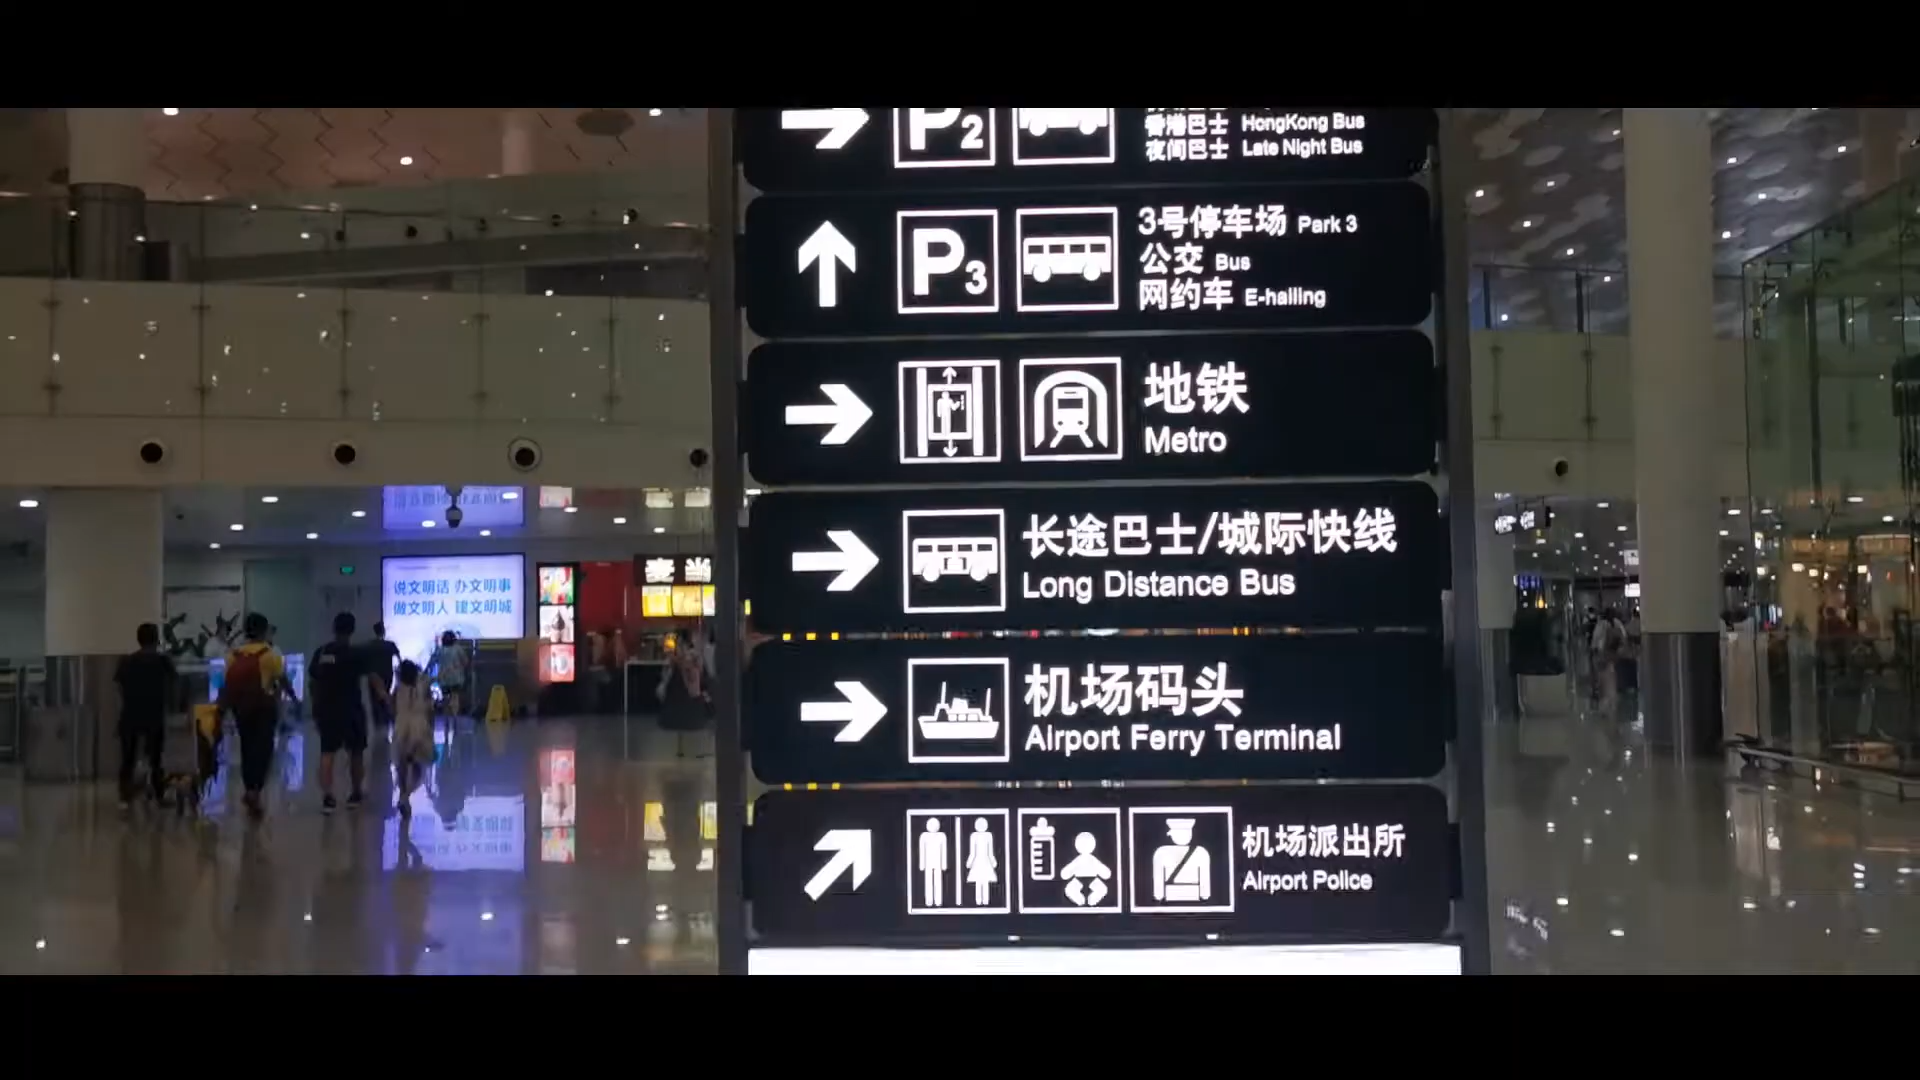 P2
香港巴士 HongKong Bus
夜间巴士 Late Night Bus
P3
3号停车场 Park 3
公交 Bus
网约车 E-hailing
地铁
Metro
长途巴士/城际快线
Long Distance Bus
机场码头
Airport Ferry Terminal
机场派出所
Airport Police
说文明话 办文明事
做文明人 建文明城
麦当